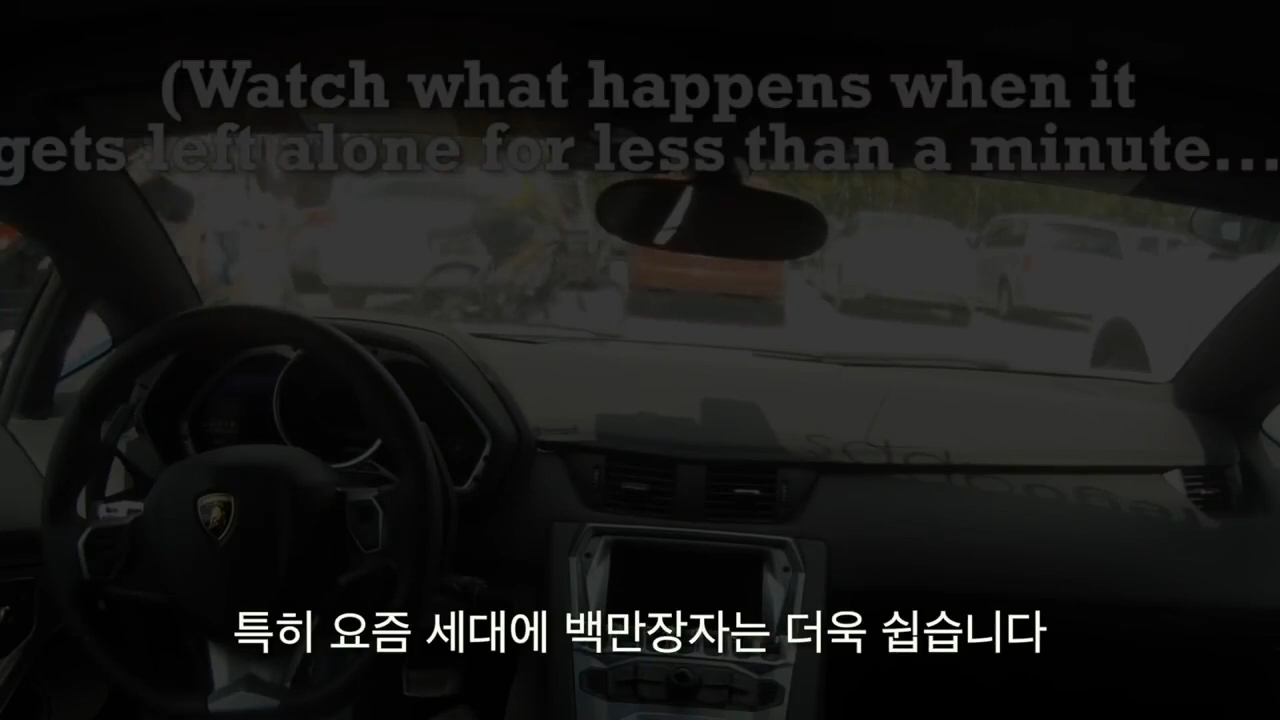 (Watch what happens when it
gets left alone for less than a minute...
특히 요즘 세대에 백만장자는 더욱 쉽습니다